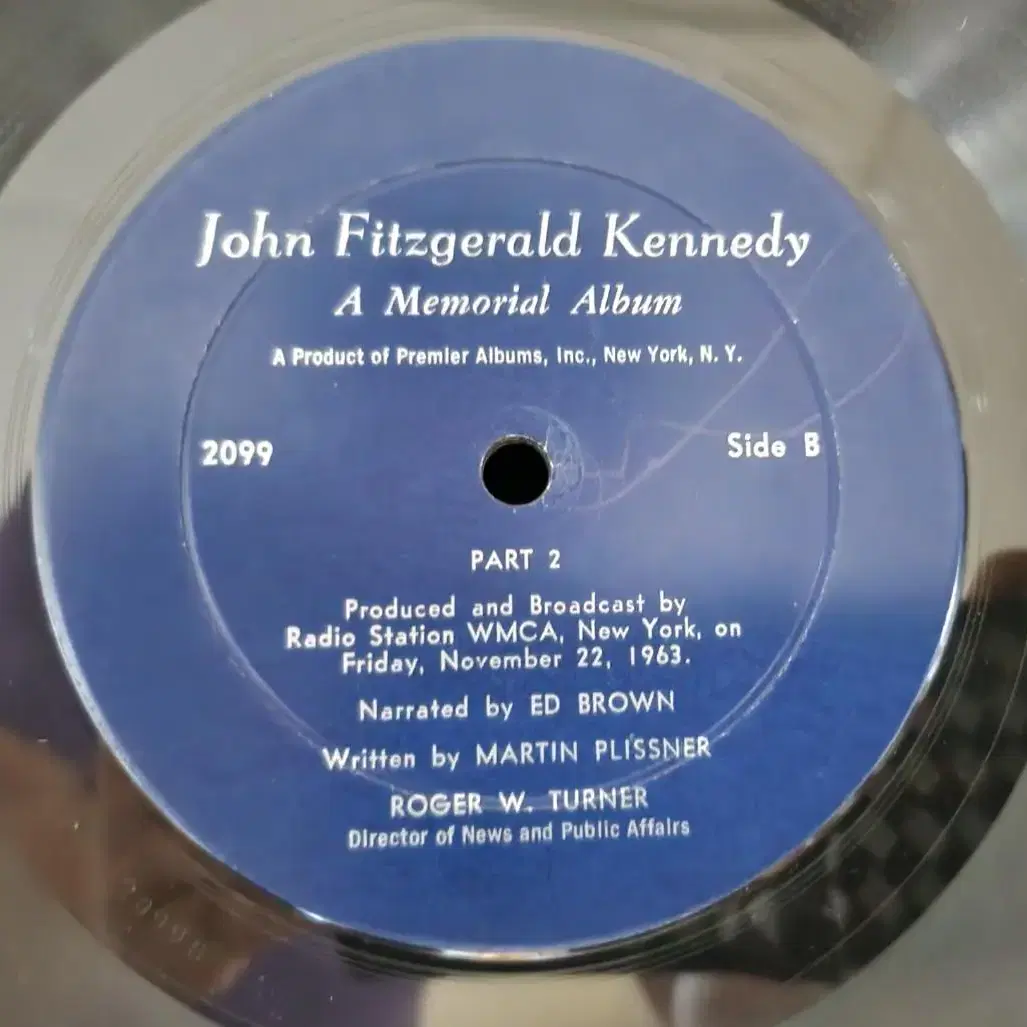 John Fitzgerald Kennedy
A Memorial Album
A Product of Premier Albums, Inc., New York, N. Y.
2099 Side B
PART 2
Produced and Broadcast by
Radio Station WMCA, New York, on
Friday, November 22, 1963.
Narrated by ED BROWN
Written by MARTIN PLISSNER
ROGER W. TURNER
Director of News and Public Affairs